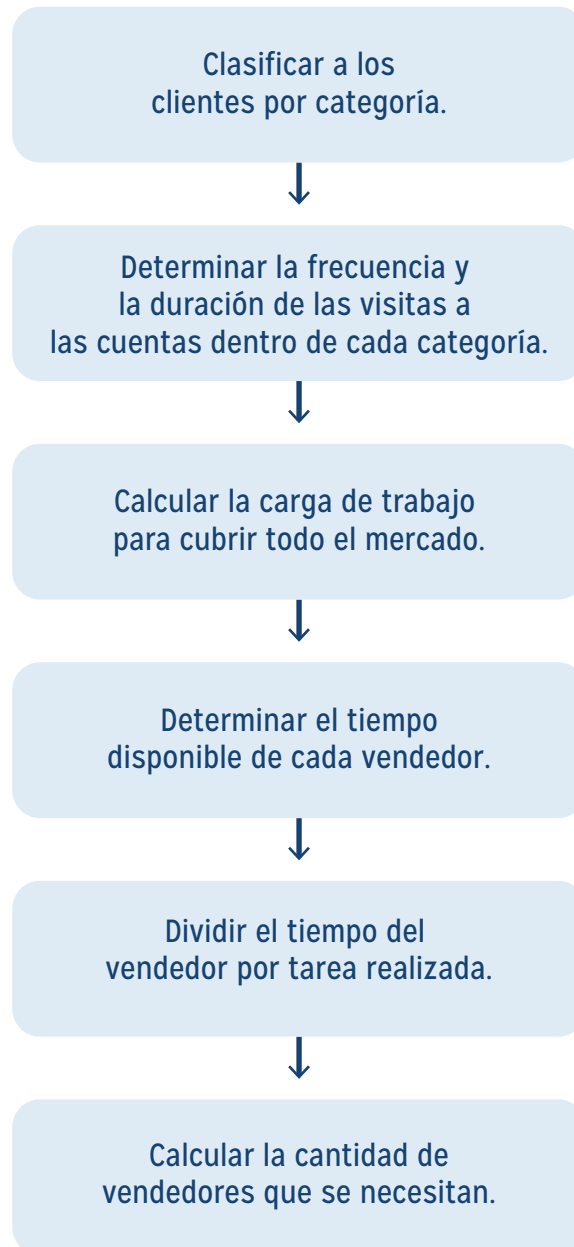 Clasificar a los
clientes por categoría.
Determinar la frecuencia y
la duración de las visitas a
las cuentas dentro de cada categoría.
Calcular la carga de trabajo
para cubrir todo el mercado.
Determinar el tiempo
disponible de cada vendedor.
Dividir el tiempo del
vendedor por tarea realizada.
Calcular la cantidad de
vendedores que se necesitan.